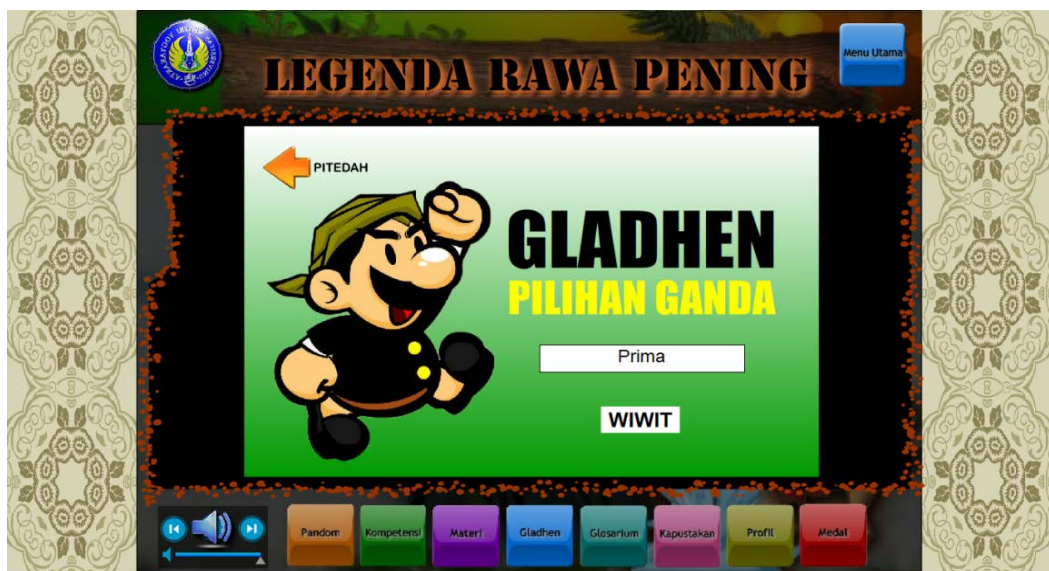 LEGENDA RAWA PENING
Menu Utama
PITEDAH
GLADHEN
PILIHAN GANDA
Prima
WIWIT
Pandom
Kompetensi
Materi
Gladhen
Glosarium
Kapustakan
Profil
Medal